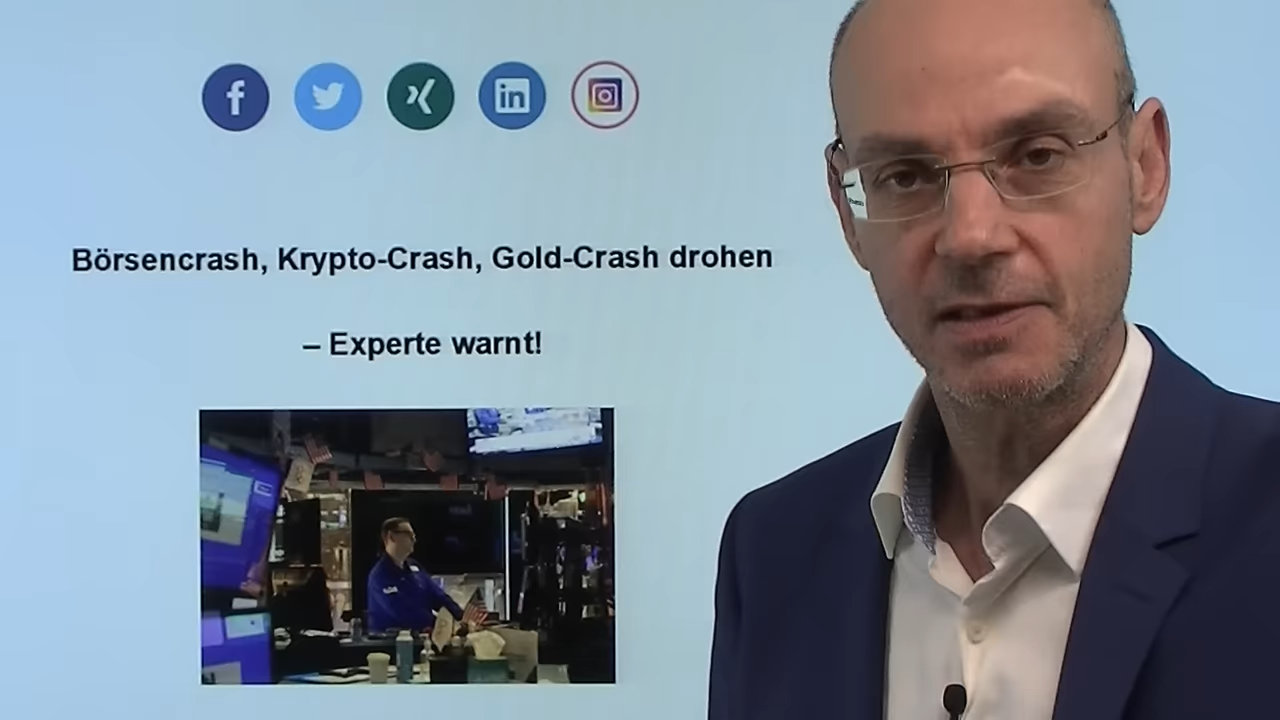 Börsencrash, Krypto-Crash, Gold-Crash drohen
– Experte warnt!